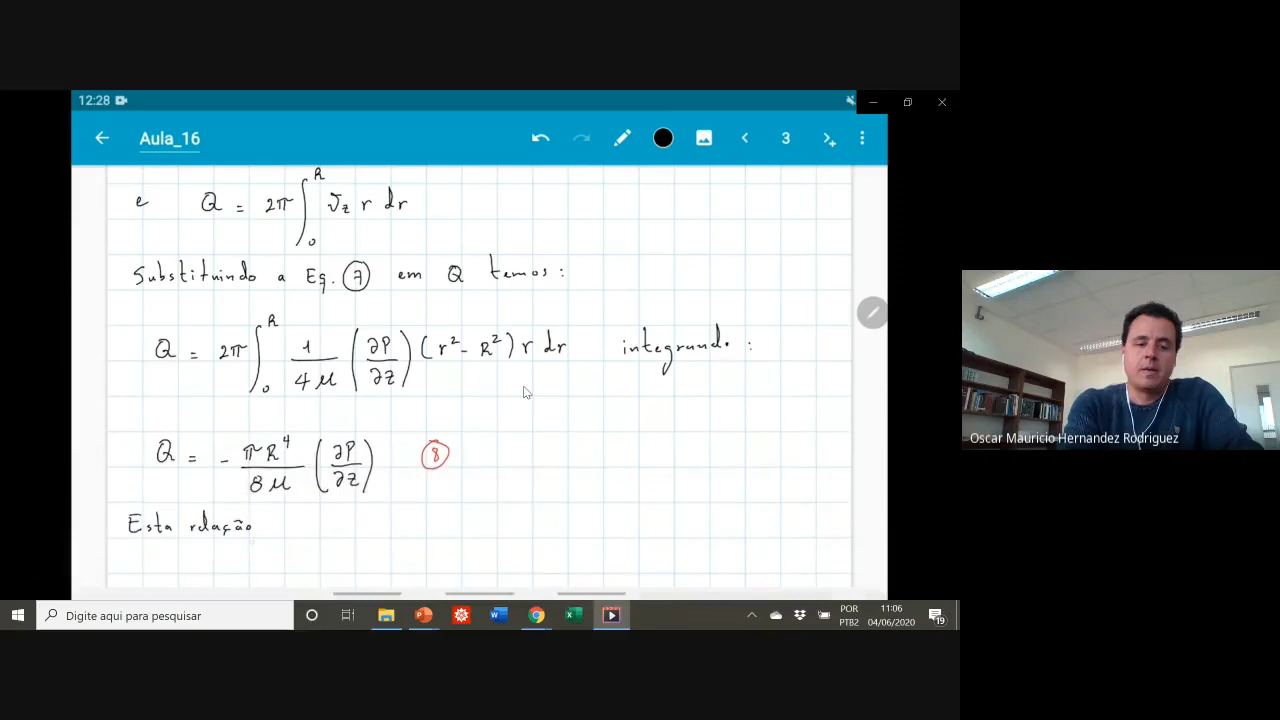 12:28
Aula_16
3
e Q = 2π ∫₀ᴿ v_z r dr
Substituindo a Eq. ⑦ em Q temos:
Q = 2π ∫₀ᴿ 1/4μ (∂P/∂z) (r² - R²) r dr integrando:
Q = - πR⁴/8μ (∂P/∂z) ⑧
Esta relação
Oscar Mauricio Hernandez Rodriguez
Digite aqui para pesquisar
POR
PTB2
11:06
04/06/2020
19